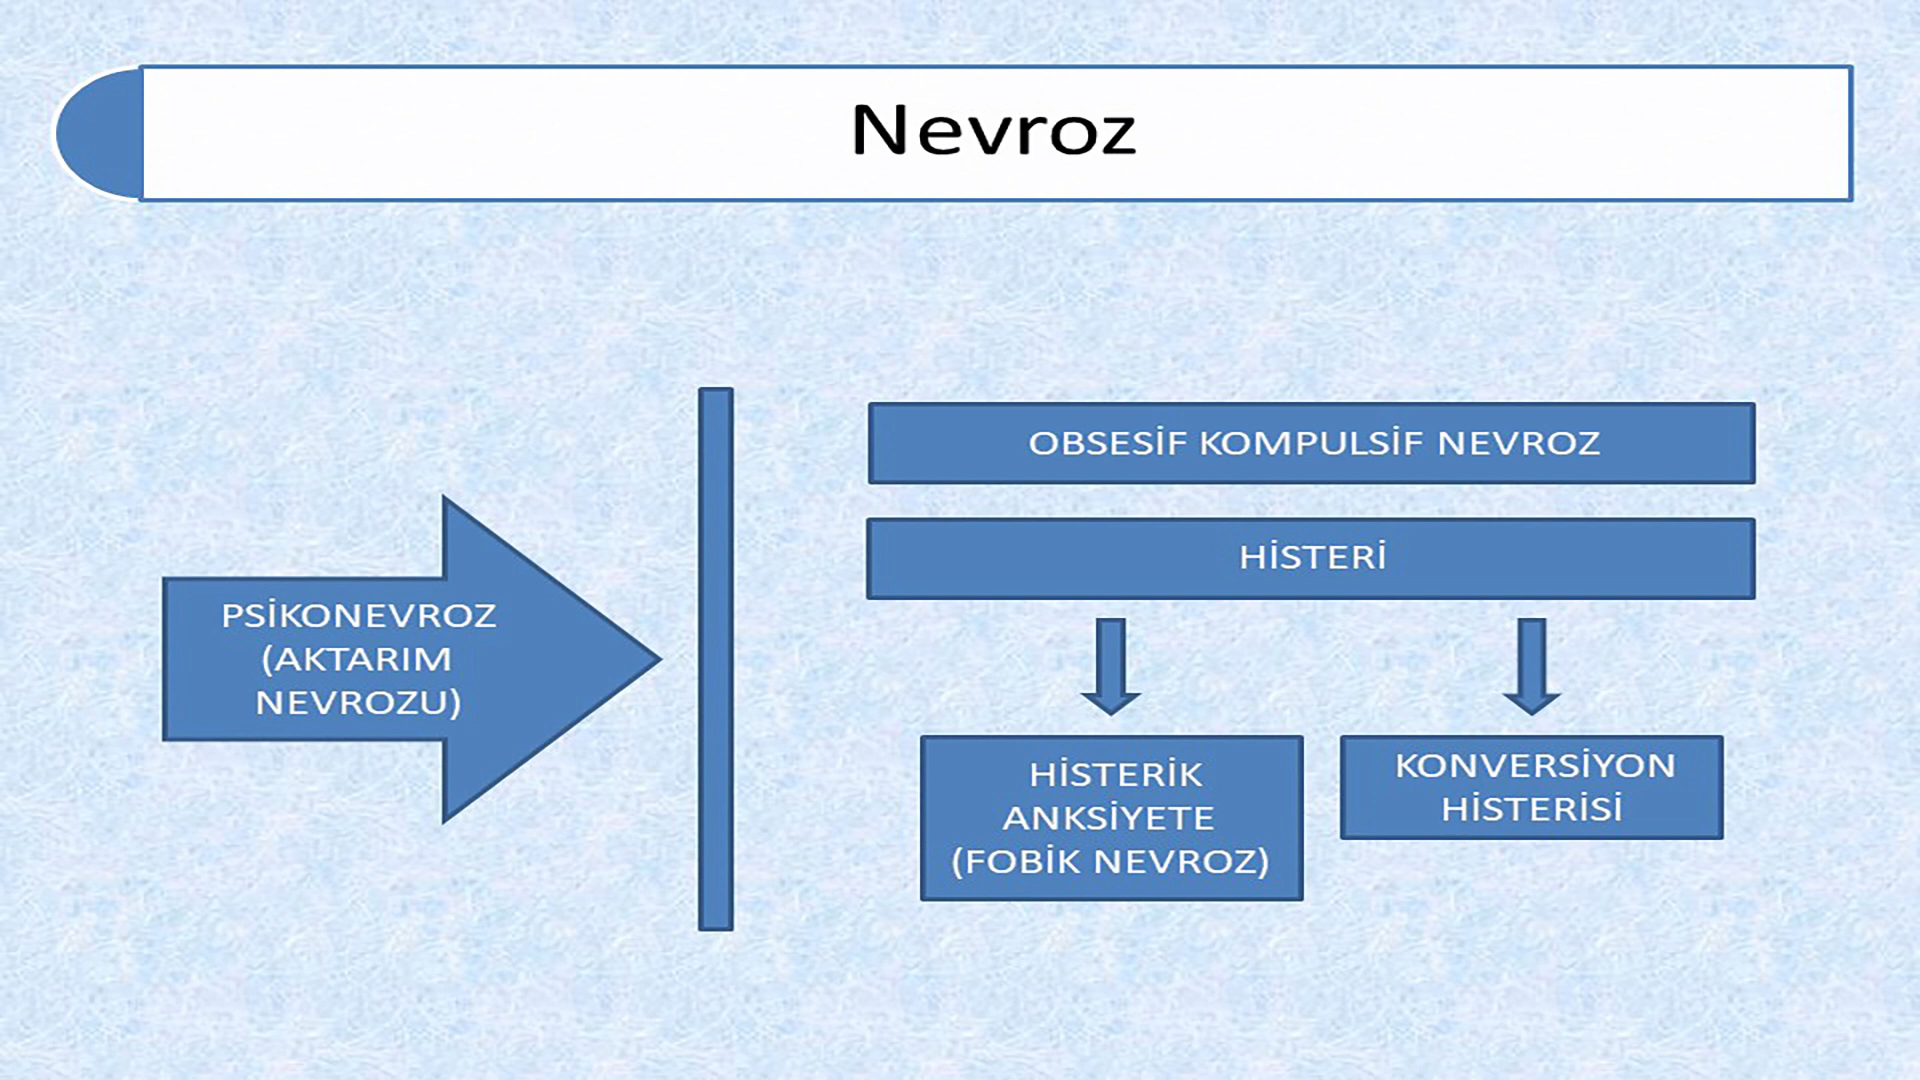 Nevroz
PSİKONEVROZ
(AKTARIM
NEVROZU)
OBSESİF KOMPULSİF NEVROZ
HİSTERİ
HİSTERİK
ANKSİYETE
(FOBİK NEVROZ)
KONVERSİYON
HİSTERİSİ